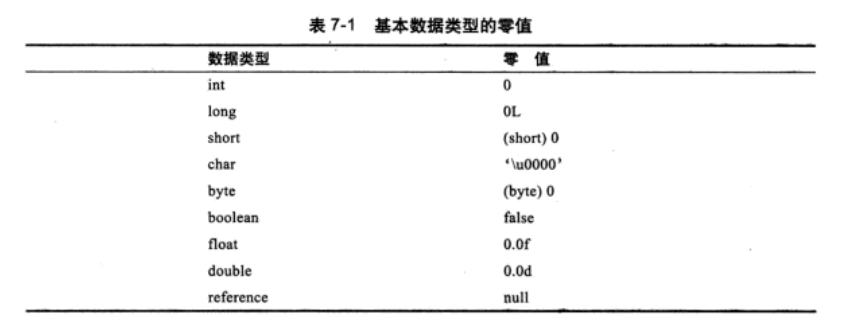 表 7-1 基本数据类型的零值
数据类型 零 值
int 0
long 0L
short (short) 0
char ‘\u0000’
byte (byte) 0
boolean false
float 0.0f
double 0.0d
reference null